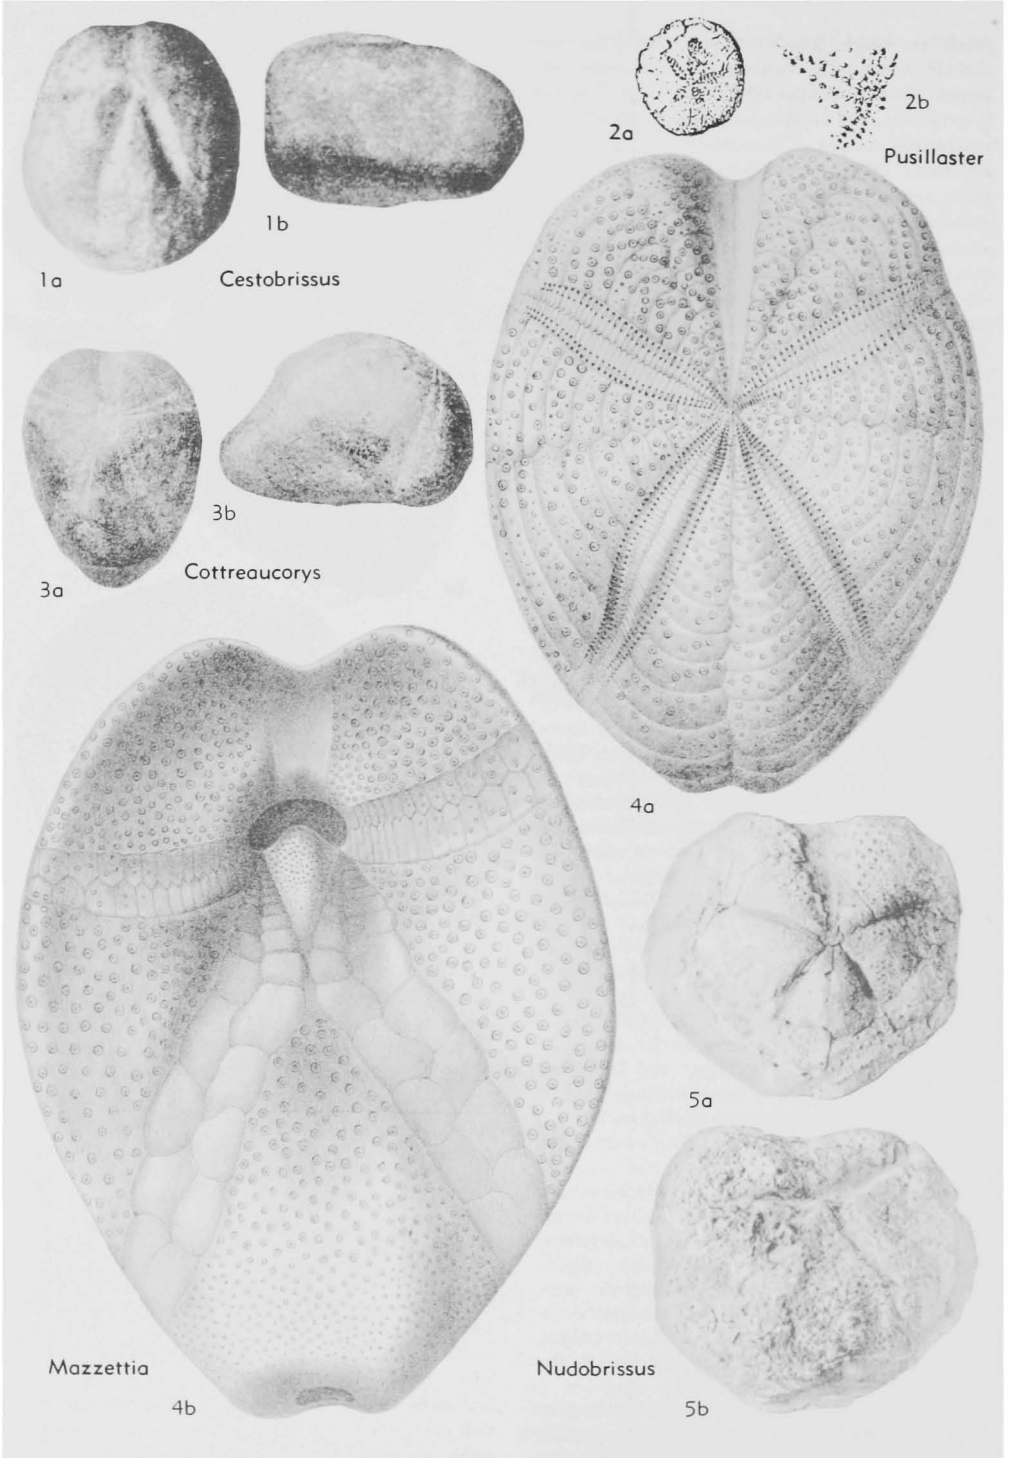 2a
2b
Pusillaster
1b
1a
Cestobrissus
3b
Cottreaucorys
3a
4a
5a
Mazzettia
Nudobrissus
4b
5b